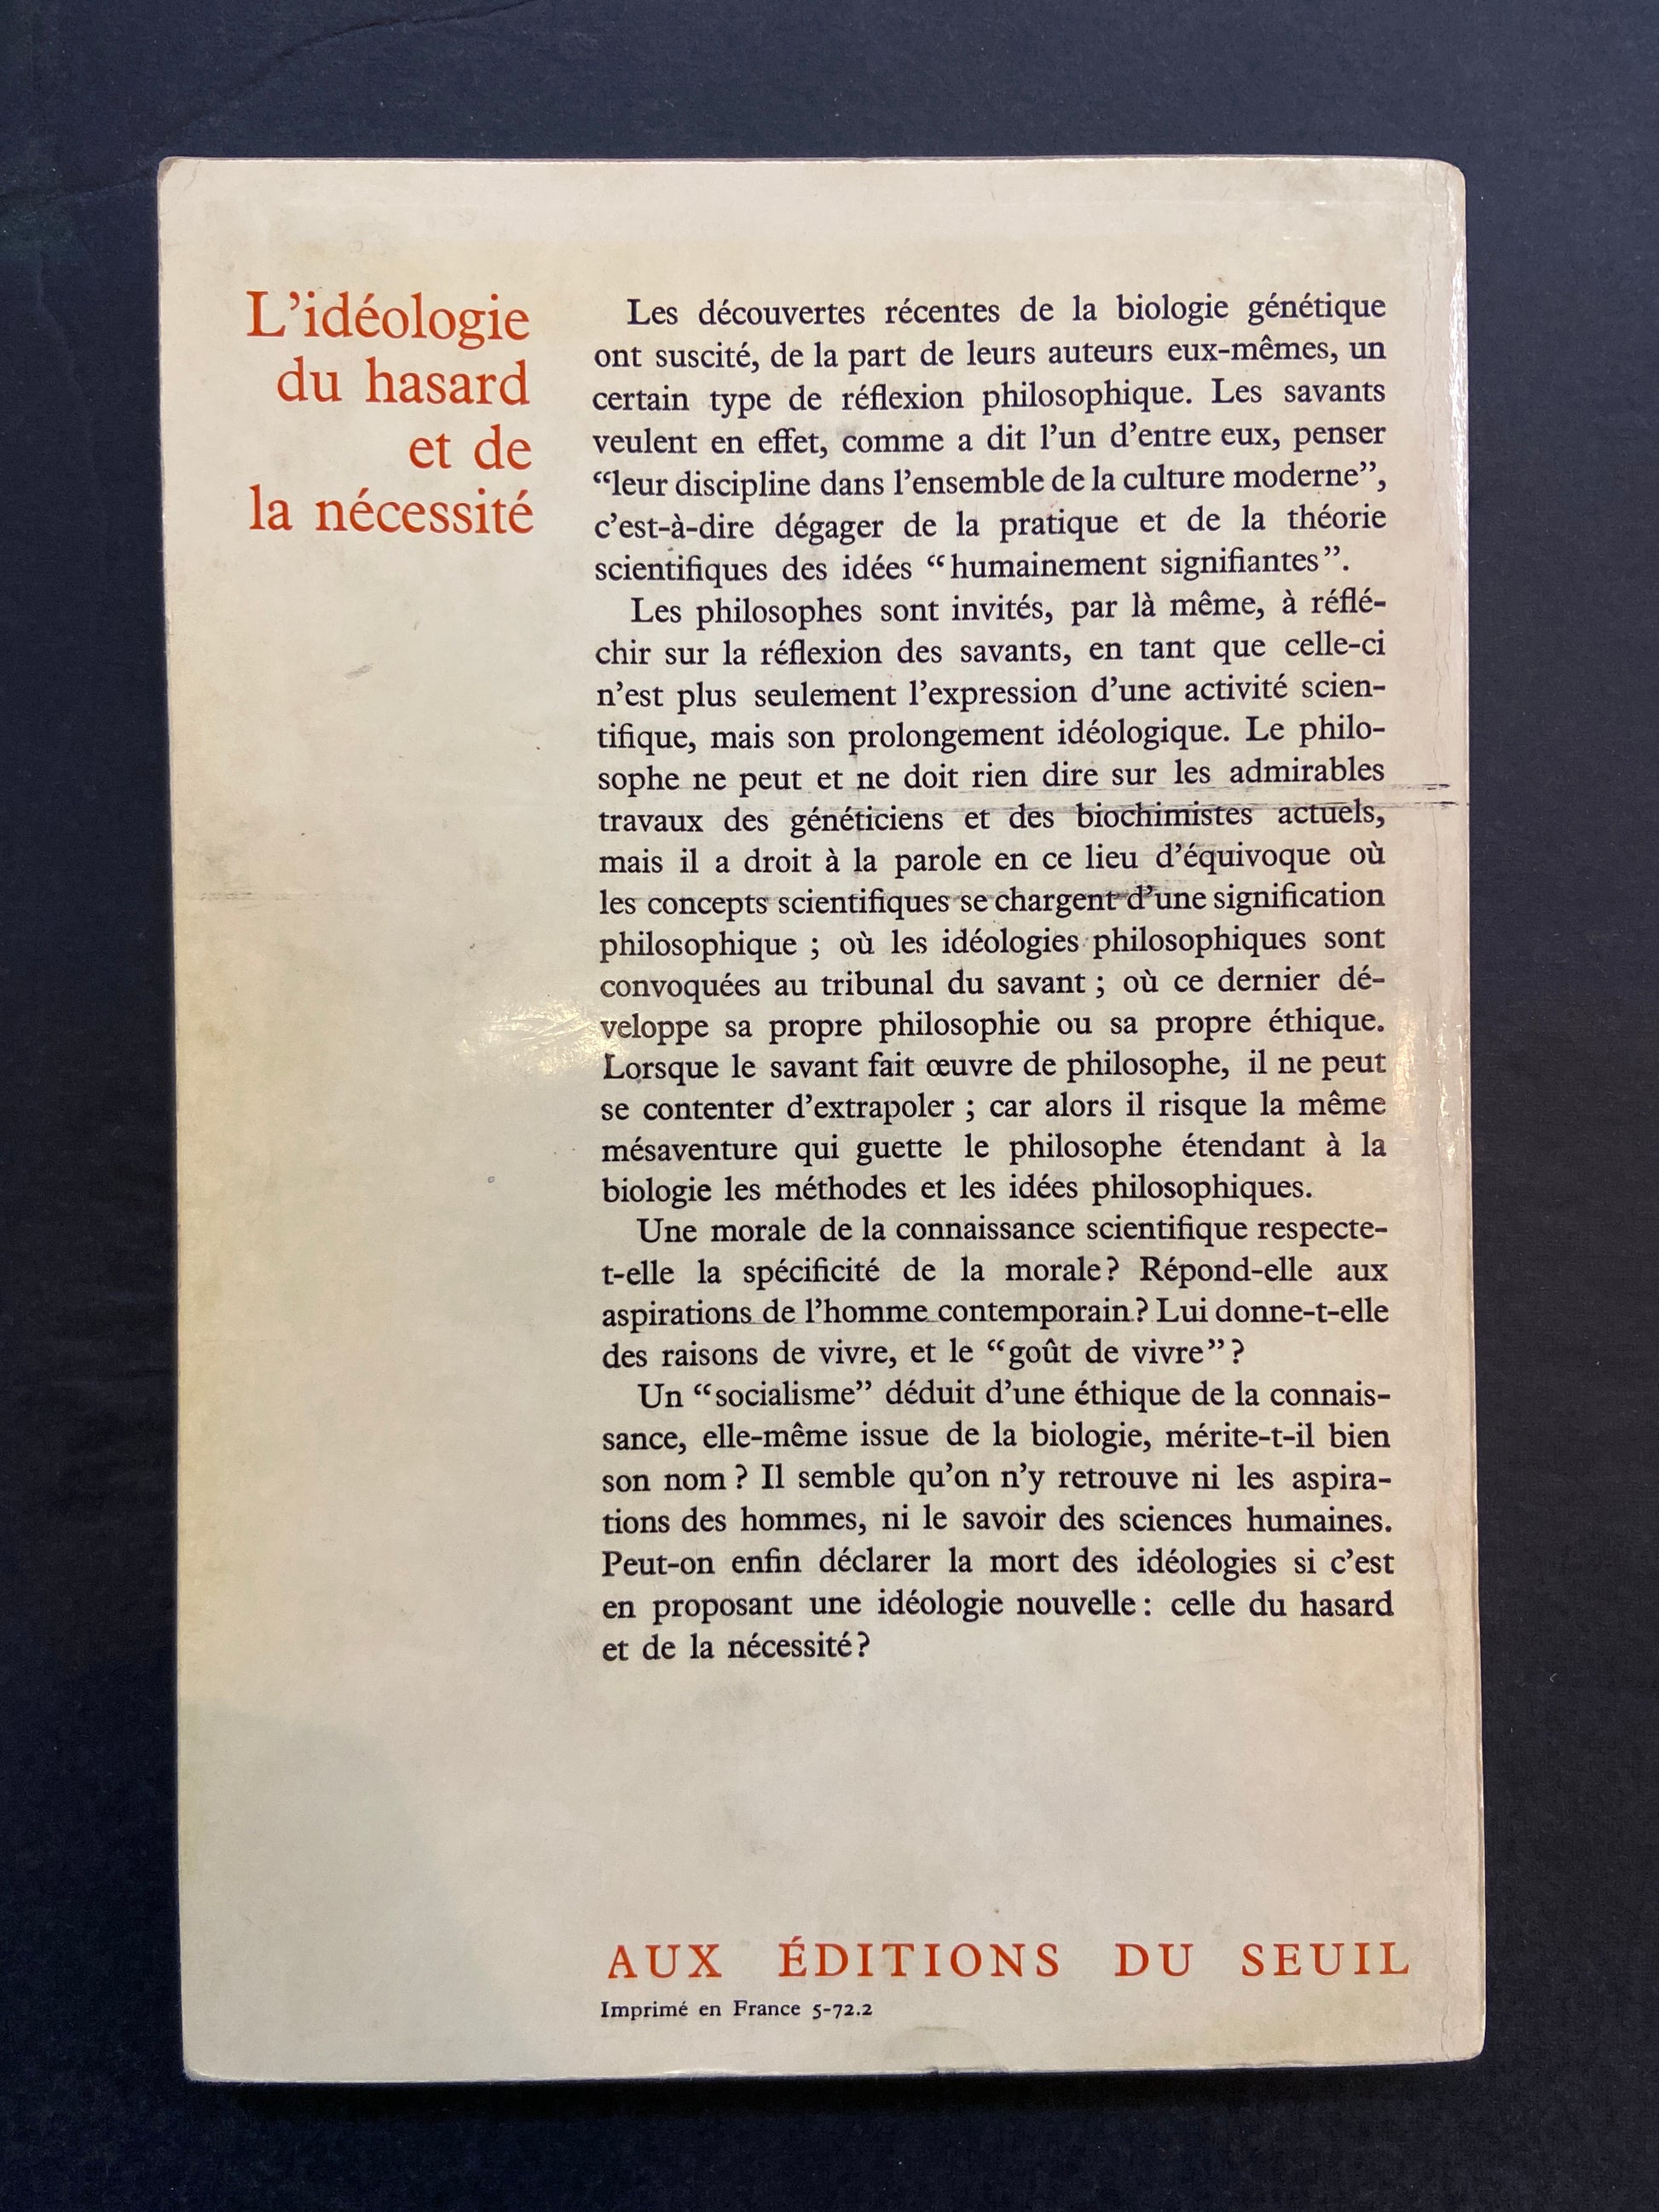 L’idéologie
du hasard
et de
la nécessité
Les découvertes récentes de la biologie génétique
ont suscité, de la part de leurs auteurs eux-mêmes, un
certain type de réflexion philosophique. Les savants
veulent en effet, comme a dit l’un d’entre eux, penser
“leur discipline dans l’ensemble de la culture moderne”,
c’est-à-dire dégager de la pratique et de la théorie
scientifiques des idées “humainement signifiantes”.
Les philosophes sont invités, par là même, à réflé-
chir sur la réflexion des savants, en tant que celle-ci
n’est plus seulement l’expression d’une activité scien-
tifique, mais son prolongement idéologique. Le philo-
sophe ne peut et ne doit rien dire sur les admirables
travaux des généticiens et des biochimistes actuels,
mais il a droit à la parole en ce lieu d’équivoque où
les concepts scientifiques se chargent d’une signification
philosophique ; où les idéologies philosophiques sont
convoquées au tribunal du savant ; où ce dernier dé-
veloppe sa propre philosophie ou sa propre éthique.
Lorsque le savant fait œuvre de philosophe, il ne peut
se contenter d’extrapoler ; car alors il risque la même
mésaventure qui guette le philosophe étendant à la
biologie les méthodes et les idées philosophiques.
Une morale de la connaissance scientifique respecte-
t-elle la spécificité de la morale ? Répond-elle aux
aspirations de l’homme contemporain ? Lui donne-t-elle
des raisons de vivre, et le “goût de vivre” ?
Un “socialisme” déduit d’une éthique de la connais-
sance, elle-même issue de la biologie, mérite-t-il bien
son nom ? Il semble qu’on n’y retrouve ni les aspira-
tions des hommes, ni le savoir des sciences humaines.
Peut-on enfin déclarer la mort des idéologies si c’est
en proposant une idéologie nouvelle : celle du hasard
et de la nécessité ?
AUX ÉDITIONS DU SEUIL
Imprimé en France 5-72.2